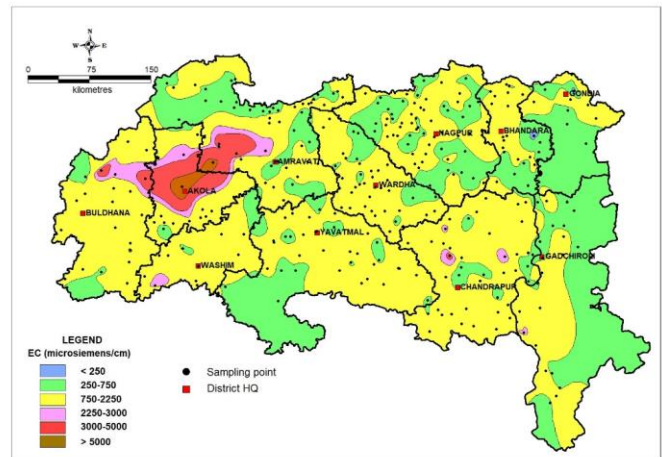 N
W E
S
0 75 150
kilometres
GONDIA
NAGPUR
BHANDARA
AMRAVATI
AKOLA
WARDHA
BULDHANA
YAVATMAL
WASHIM
GADCHIROLI
CHANDRAPUR
LEGEND
EC (microsiemens/cm)
< 250
250-750
750-2250
2250-3000
3000-5000
> 5000
Sampling point
District HQ